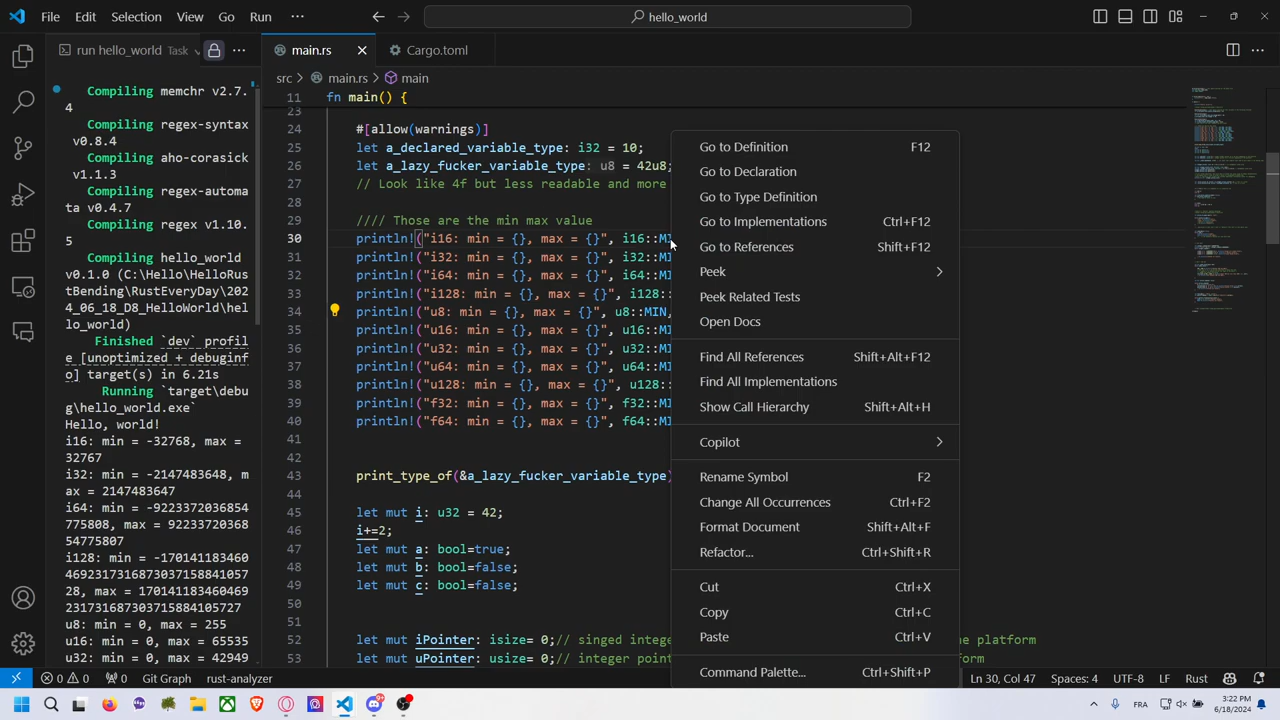 File Edit Selection View Go Run ···
hello_world
run hello_world Task
main.rs
Cargo.toml
src > main.rs > main
Compiling memchr v2.7.
4
Compiling regex-syntax
v0.8.4
Compiling aho-corasick
v1.1.3
Compiling regex-automa
ta v0.4.7
Compiling regex v1.10.
5
Compiling hello_world
v0.1.0 (C:\Hello\HelloRus
Finished `dev` profil
e [unoptimized + debuginf
o] target(s) in 6.21s
Running `target\debu
g\hello_world.exe`
Hello, world!
i16: min = -32768, max =
32767
i32: min = -2147483648, m
ax = 2147483647
i64: min = -9223372036854
775808, max = 92233720368
54775807
i128: min = -170141183460
469231731687303715884105​7
28, max = 170141183460469
231731687303715884105727
u8: min = 0, max = 255
u16: min = 0, max = 65535
u32: min = 0, max = 42949
11 fn main() {
23
24 #[allow(warnings)]
25 let a_declared_variable_type: i32 = 10;
26 let a_lazy_fucker_variable_type u8 = 42u8;
27
28
29 //// Those are the min max value
30 println!("i16: min = {}, max = {}", i16::MI
31 println!("i32: min = {}, max = {}", i32::MI
32 println!("i64: min = {}, max = {}", i64::MI
33 println!("i128: min = {}, max = {}", i128::M
34 println!("u8: min = {}, max = {}", u8::MIN,
35 println!("u16: min = {}, max = {}", u16::MI
36 println!("u32: min = {}, max = {}", u32::MI
37 println!("u64: min = {}, max = {}", u64::MI
38 println!("u128: min = {}, max = {}", u128::M
39 println!("f32: min = {}, max = {}", f32::MI
40 println!("f64: min = {}, max = {}", f64::MI
41
42
43 print_type_of(&a_lazy_fucker_variable_type)
44
45 let mut i: u32 = 42;
46 i+=2;
47 let mut a: bool=true;
48 let mut b: bool=false;
49 let mut c: bool=false;
50
51
52 let mut iPointer: isize= 0;// singed intege e platform
53 let mut uPointer: usize= 0;// integer point form
Go to Definition F12
Go to Declaration
Go to Type Definition
Go to Implementations Ctrl+F12
Go to References Shift+F12
Peek
Peek Related Tests
Open Docs
Find All References Shift+Alt+F12
Find All Implementations
Show Call Hierarchy Shift+Alt+H
Copilot
Rename Symbol F2
Change All Occurrences Ctrl+F2
Format Document Shift+Alt+F
Refactor... Ctrl+Shift+R
Cut Ctrl+X
Copy Ctrl+C
Paste Ctrl+V
Command Palette... Ctrl+Shift+P
0 0 0 Git Graph rust-analyzer
Ln 30, Col 47 Spaces: 4 UTF-8 LF Rust
FRA
3:22 PM
6/18/2024